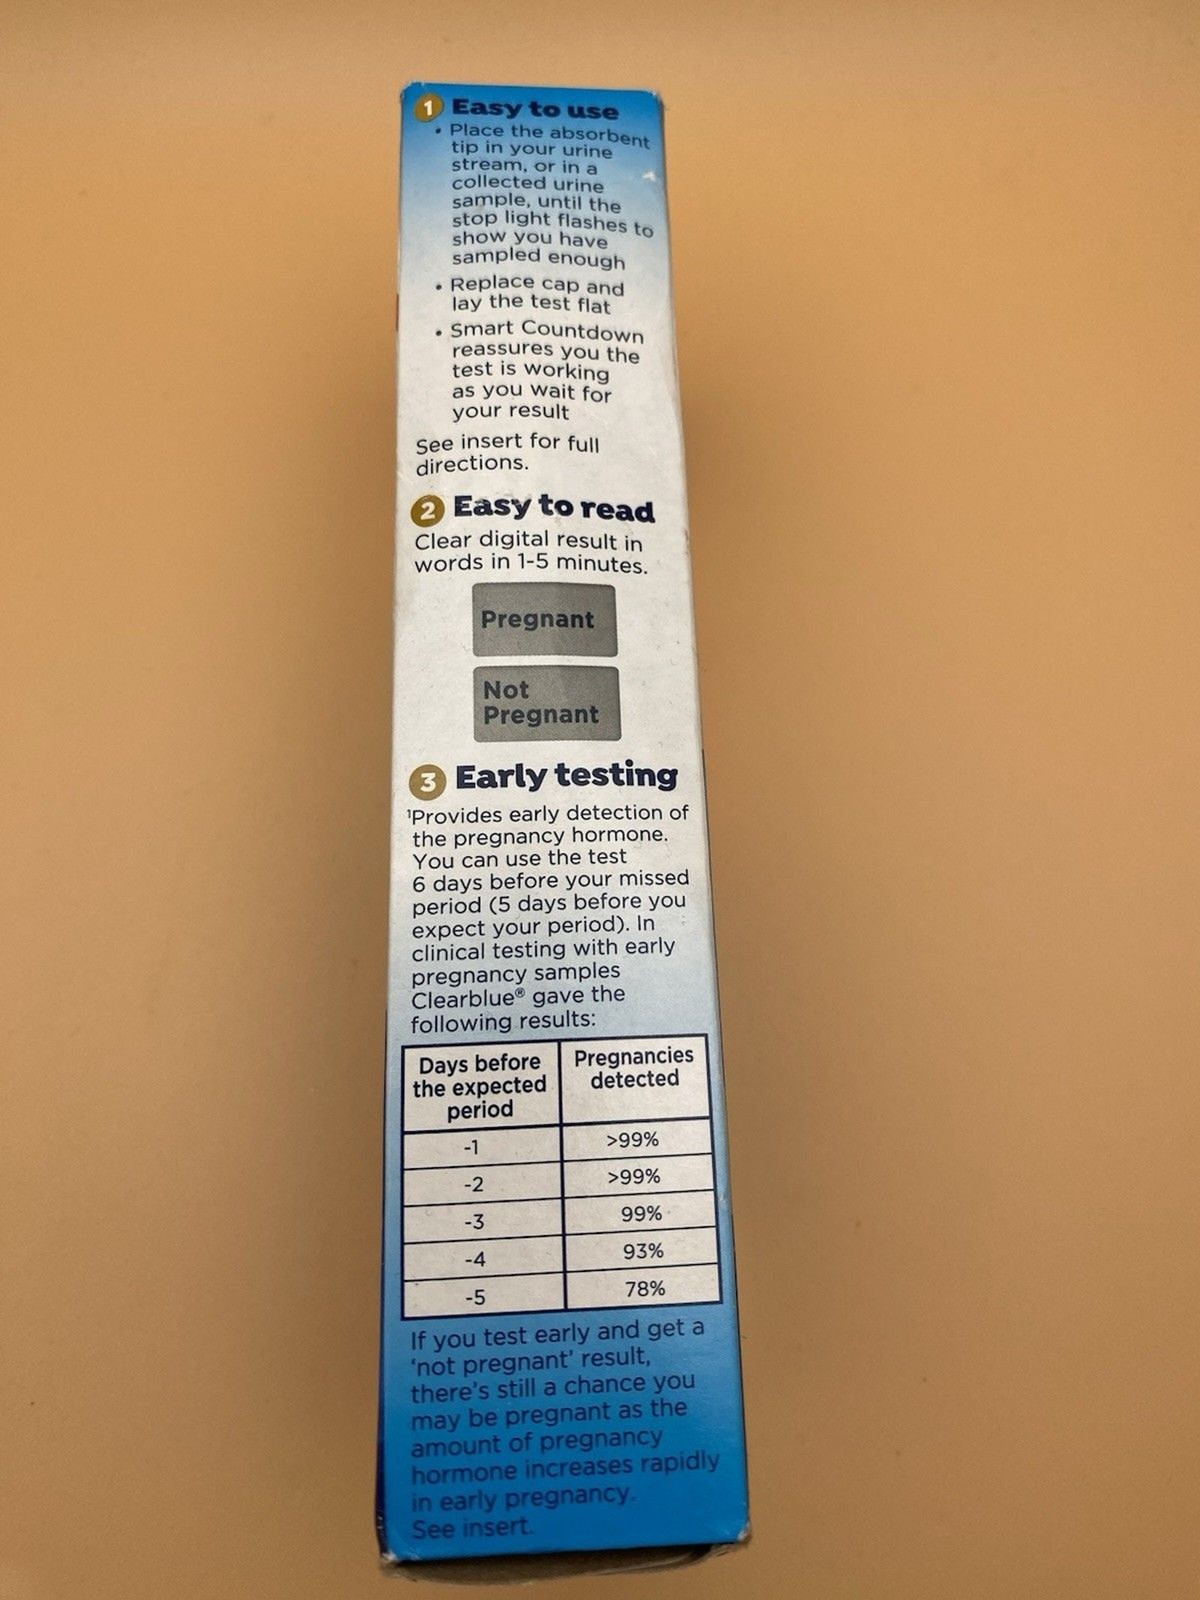 1 Easy to use
• Place the absorbent
tip in your urine
stream, or in a
collected urine
sample, until the
stop light flashes to
show you have
sampled enough
• Replace cap and
lay the test flat
• Smart Countdown
reassures you the
test is working
as you wait for
your result
See insert for full
directions.
2 Easy to read
Clear digital result in
words in 1-5 minutes.
Pregnant
Not
Pregnant
3 Early testing
¹Provides early detection of
the pregnancy hormone.
You can use the test
6 days before your missed
period (5 days before you
expect your period). In
clinical testing with early
pregnancy samples
Clearblue® gave the
following results:
Days before the expected period | Pregnancies detected
-1 | >99%
-2 | >99%
-3 | 99%
-4 | 93%
-5 | 78%
If you test early and get a
‘not pregnant’ result,
there's still a chance you
may be pregnant as the
amount of pregnancy
hormone increases rapidly
in early pregnancy.
See insert.